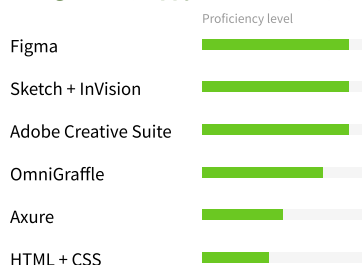 Proficiency level
Figma
Sketch + InVision
Adobe Creative Suite
OmniGraffle
Axure
HTML + CSS